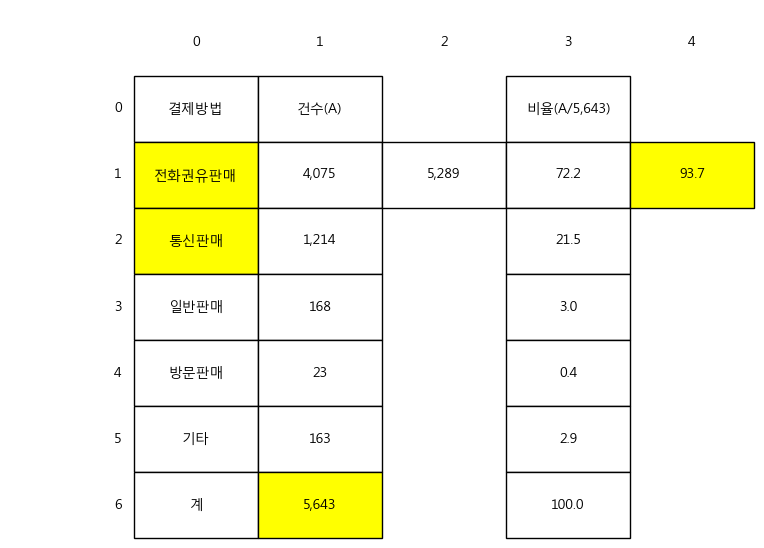 0 1 2 3 4
0 결제방법 건수(A) 비율(A/5,643)
1 전화권유판매 4,075 5,289 72.2 93.7
2 통신판매 1,214 21.5
3 일반판매 168 3.0
4 방문판매 23 0.4
5 기타 163 2.9
6 계 5,643 100.0